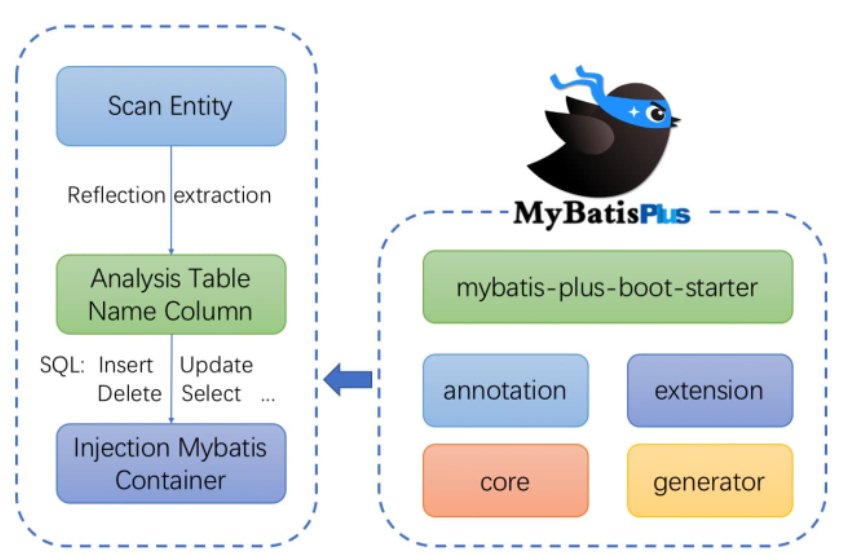 Scan Entity
Reflection extraction
Analysis Table
Name Column
SQL: Insert Update
Delete Select ...
Injection Mybatis
Container
MyBatisPlus
mybatis-plus-boot-starter
annotation
extension
core
generator